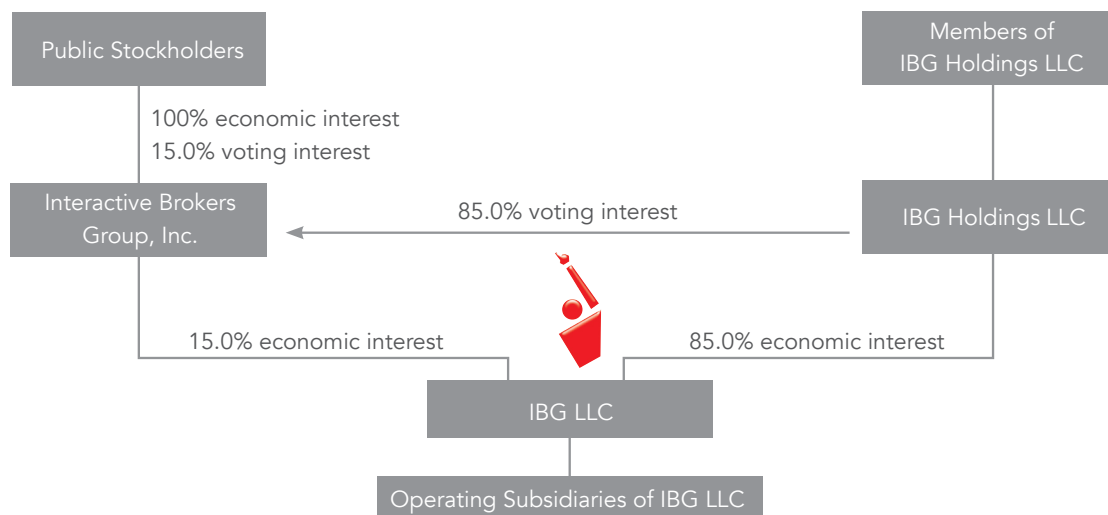 Public Stockholders
Members of
IBG Holdings LLC
100% economic interest
15.0% voting interest
Interactive Brokers
Group, Inc.
85.0% voting interest
IBG Holdings LLC
15.0% economic interest
85.0% economic interest
IBG LLC
Operating Subsidiaries of IBG LLC